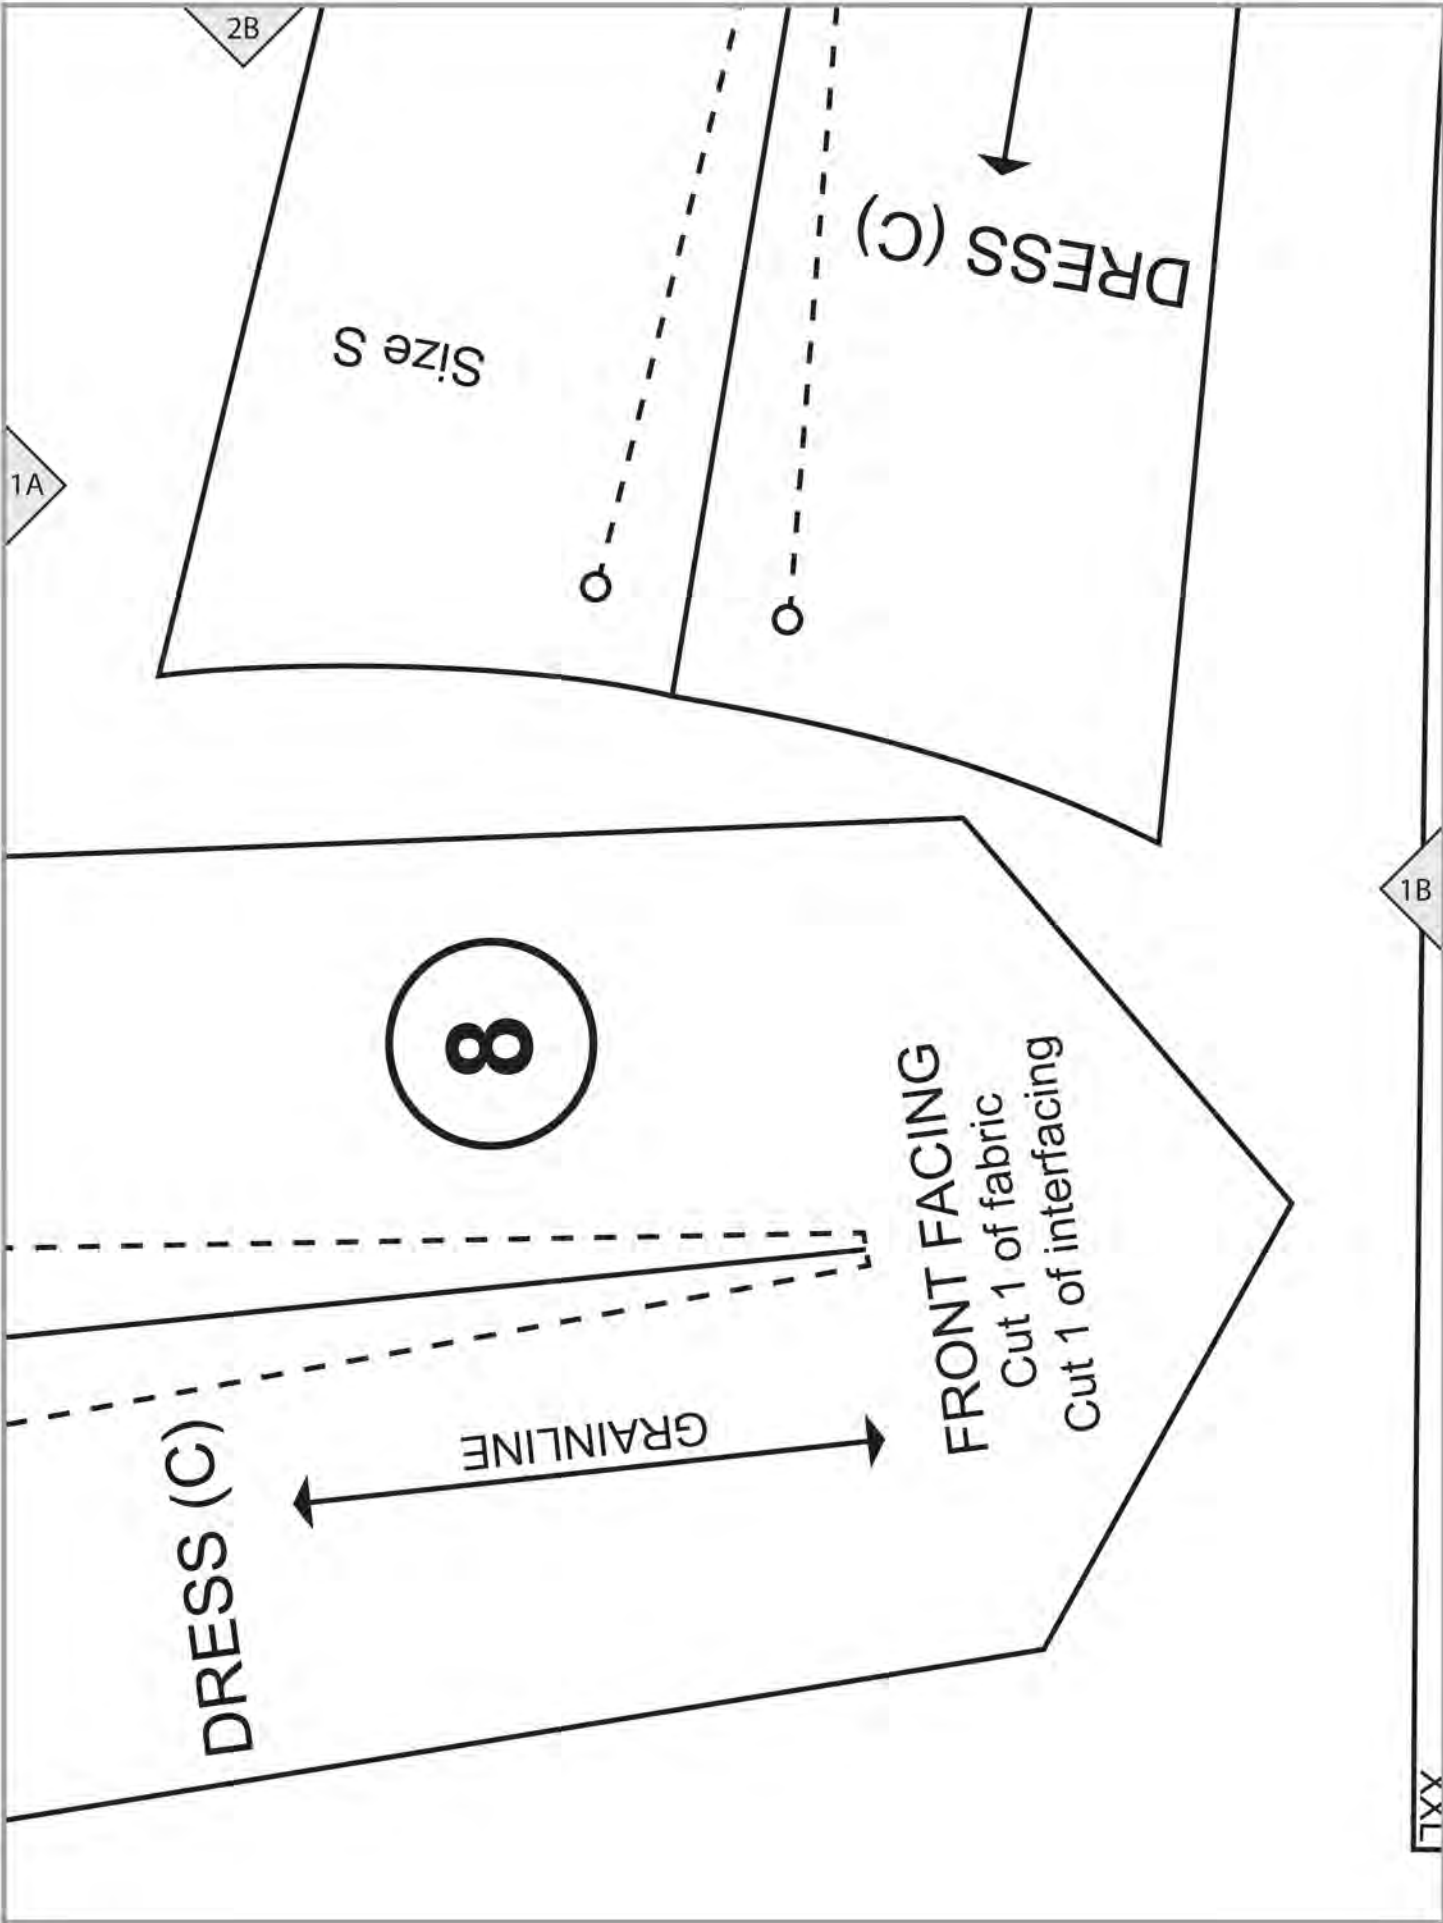 2B
DRESS (C)
Size S
1A
1B
8
FRONT FACING
Cut 1 of fabric
Cut 1 of interfacing
GRAINLINE
DRESS (C)
XXL